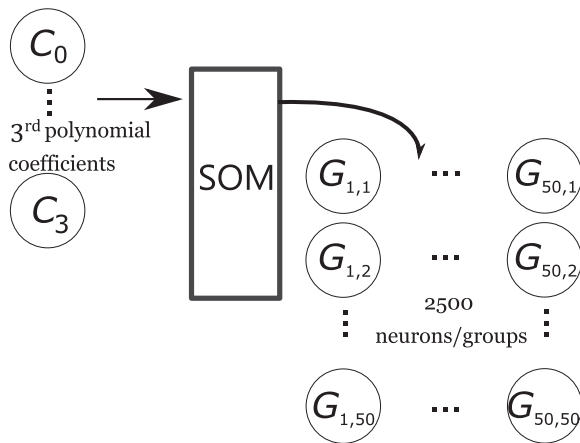 C₀
⋮
3ʳᵈ polynomial
coefficients
C₃
SOM
G₁,₁ ··· G₅₀,₁
G₁,₂ ··· G₅₀,₂
2500
neurons/groups
⋮ ⋮
G₁,₅₀ ··· G₅₀,₅₀